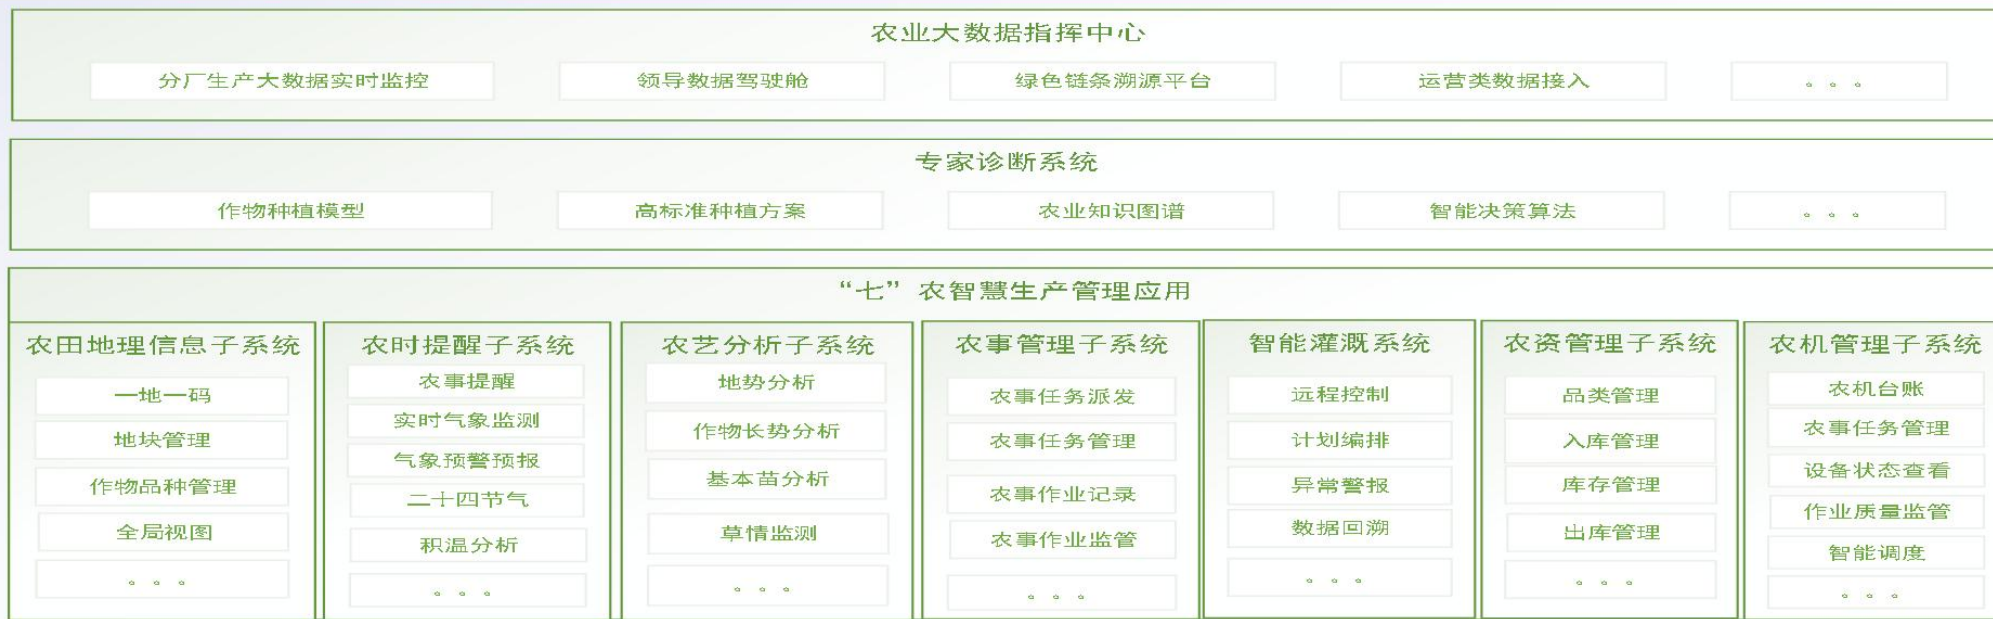 农业大数据指挥中心
分厂生产大数据实时监控
领导数据驾驶舱
绿色链条溯源平台
运营类数据接入
。。。
专家诊断系统
作物种植模型
高标准种植方案
农业知识图谱
智能决策算法
。。。
“七”农智慧生产管理应用
农田地理信息子系统
一地一码
地块管理
作物品种管理
全局视图
。。。
农时提醒子系统
农事提醒
实时气象监测
气象预警预报
二十四节气
积温分析
。。。
农艺分析子系统
地势分析
作物长势分析
基本苗分析
草情监测
。。。
农事管理子系统
农事任务派发
农事任务管理
农事作业记录
农事作业监管
。。。
智能灌溉系统
远程控制
计划编排
异常警报
数据回溯
。。。
农资管理子系统
品类管理
入库管理
库存管理
出库管理
。。。
农机管理子系统
农机台账
农事任务管理
设备状态查看
作业质量监管
智能调度
。。。